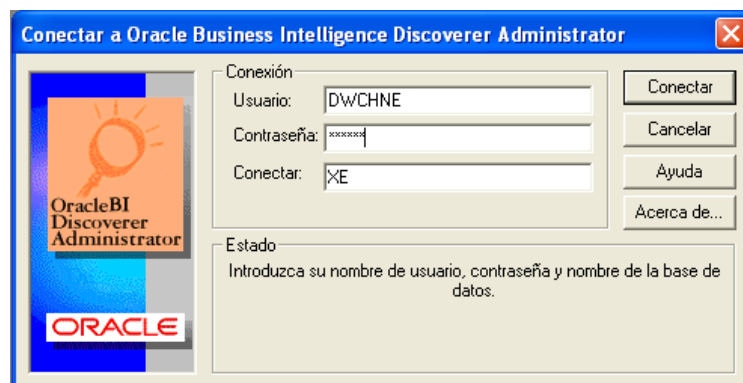 Conectar a Oracle Business Intelligence Discoverer Administrator
Conexión
Usuario: DWCHNE
Contraseña: ××××××
Conectar: XE
Conectar
Cancelar
Ayuda
Acerca de...
OracleBI
Discoverer
Administrator
ORACLE
Estado
Introduzca su nombre de usuario, contraseña y nombre de la base de
datos.